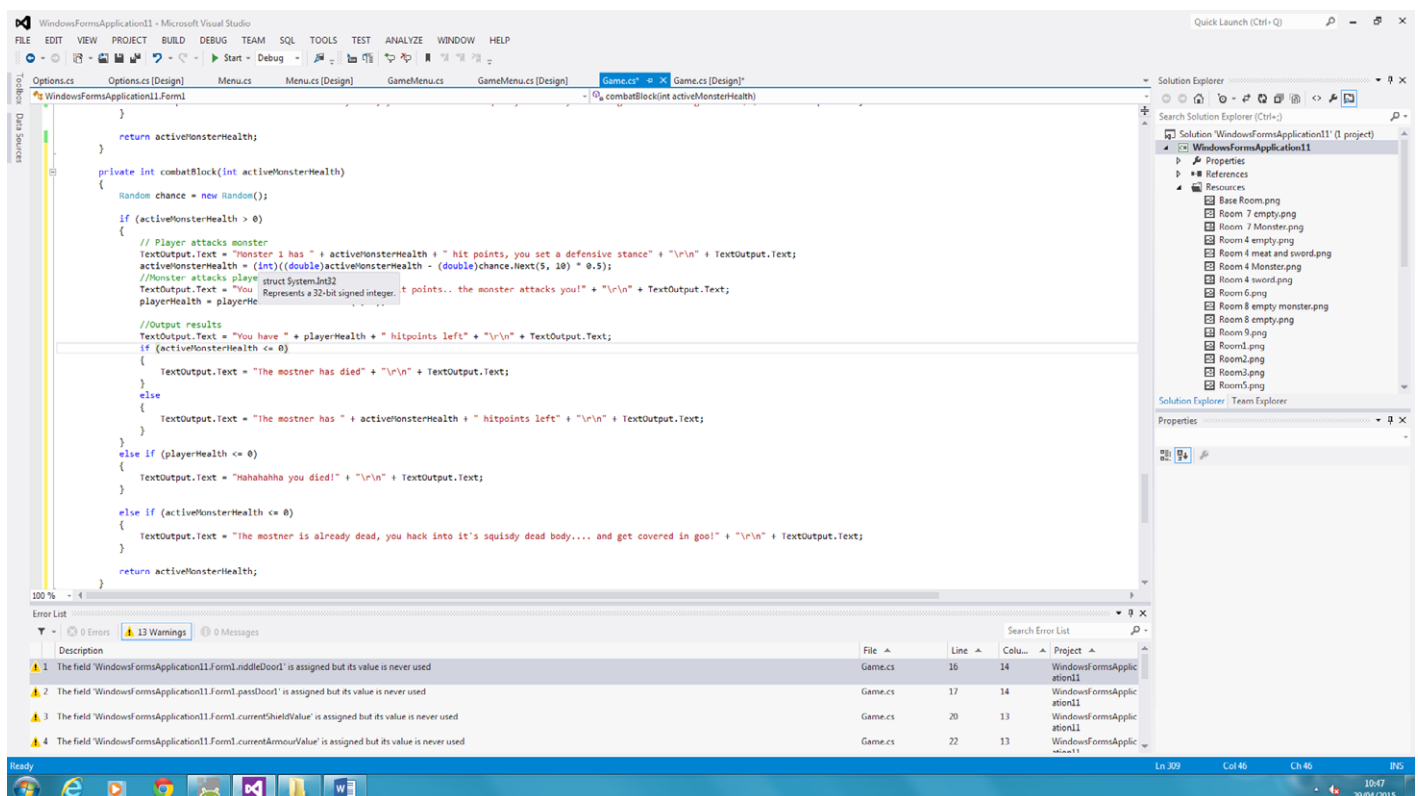 WindowsFormsApplication11 - Microsoft Visual Studio
Quick Launch (Ctrl+Q)
FILE EDIT VIEW PROJECT BUILD DEBUG TEAM SQL TOOLS TEST ANALYZE WINDOW HELP
Start - Debug
Toolbox
Data Sources
Options.cs Options.cs [Design] Menu.cs Menu.cs [Design] GameMenu.cs GameMenu.cs [Design] Game.cs* Game.cs [Design]*
WindowsFormsApplication11.Form1 combatBlock(int activeMonsterHealth)
}
return activeMonsterHealth;
}
private int combatBlock(int activeMonsterHealth)
{
Random chance = new Random();
if (activeMonsterHealth > 0)
{
// Player attacks monster
TextOutput.Text = "Monster 1 has " + activeMonsterHealth + " hit points, you set a defensive stance" + "\r\n" + TextOutput.Text;
activeMonsterHealth = (int)((double)activeMonsterHealth - (double)chance.Next(5, 10) * 0.5);
//Monster attacks playe
struct System.Int32
Represents a 32-bit signed integer.
TextOutput.Text = "You t points.. the monster attacks you!" + "\r\n" + TextOutput.Text;
playerHealth = playerHe
//Output results
TextOutput.Text = "You have " + playerHealth + " hitpoints left" + "\r\n" + TextOutput.Text;
if (activeMonsterHealth <= 0)
{
TextOutput.Text = "The mostner has died" + "\r\n" + TextOutput.Text;
}
else
{
TextOutput.Text = "The mostner has " + activeMonsterHealth + " hitpoints left" + "\r\n" + TextOutput.Text;
}
}
else if (playerHealth <= 0)
{
TextOutput.Text = "Hahahahha you died!" + "\r\n" + TextOutput.Text;
}
else if (activeMonsterHealth <= 0)
{
TextOutput.Text = "The mostner is already dead, you hack into it's squisdy dead body.... and get covered in goo!" + "\r\n" + TextOutput.Text;
}
return activeMonsterHealth;
}
100 %
Solution Explorer
Search Solution Explorer (Ctrl+;)
Solution 'WindowsFormsApplication11' (1 project)
WindowsFormsApplication11
Properties
References
Resources
Base Room.png
Room 7 empty.png
Room 7 Monster.png
Room 4 empty.png
Room 4 meat and sword.png
Room 4 Monster.png
Room 4 sword.png
Room 6.png
Room 8 empty monster.png
Room 8 empty.png
Room 9.png
Room1.png
Room2.png
Room3.png
Room5.png
Solution Explorer Team Explorer
Properties
Error List
0 Errors 13 Warnings 0 Messages Search Error List
Description File Line Colu... Project
1 The field 'WindowsFormsApplication11.Form1.riddleDoor1' is assigned but its value is never used Game.cs 16 14 WindowsFormsApplic
ation11
2 The field 'WindowsFormsApplication11.Form1.passDoor1' is assigned but its value is never used Game.cs 17 14 WindowsFormsApplic
ation11
3 The field 'WindowsFormsApplication11.Form1.currentShieldValue' is assigned but its value is never used Game.cs 20 13 WindowsFormsApplic
ation11
4 The field 'WindowsFormsApplication11.Form1.currentArmourValue' is assigned but its value is never used Game.cs 22 13 WindowsFormsApplic
Ready Ln 309 Col 46 Ch 46 INS
10:47
29/04/2015